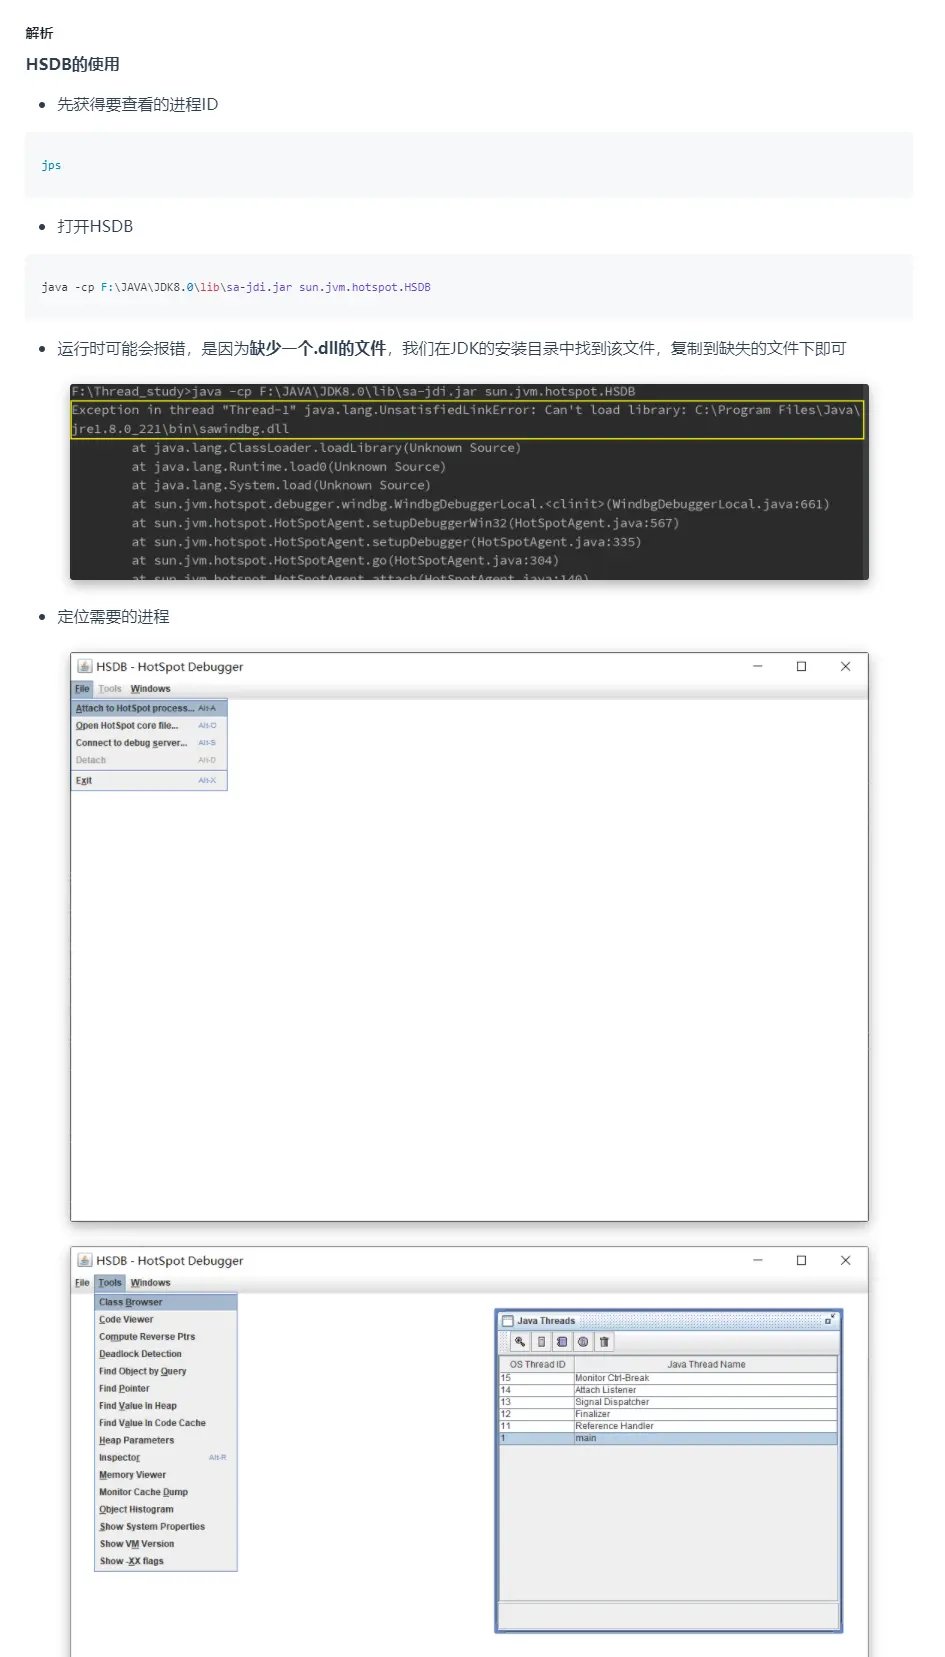 解析
HSDB的使用
先获得要查看的进程ID
jps
打开HSDB
java -cp F:\JAVA\JDK8.0\lib\sa-jdi.jar sun.jvm.hotspot.HSDB
运行时可能会报错，是因为缺少一个.dll的文件，我们在JDK的安装目录中找到该文件，复制到缺失的文件下即可
F:\Thread_study>java -cp F:\JAVA\JDK8.0\lib\sa-jdi.jar sun.jvm.hotspot.HSDB
Exception in thread "Thread-1" java.lang.UnsatisfiedLinkError: Can't load library: C:\Program Files\Java\
jre1.8.0_221\bin\sawindbg.dll
at java.lang.ClassLoader.loadLibrary(Unknown Source)
at java.lang.Runtime.load0(Unknown Source)
at java.lang.System.load(Unknown Source)
at sun.jvm.hotspot.debugger.windbg.WindbgDebuggerLocal.<clinit>(WindbgDebuggerLocal.java:661)
at sun.jvm.hotspot.HotSpotAgent.setupDebuggerWin32(HotSpotAgent.java:567)
at sun.jvm.hotspot.HotSpotAgent.setupDebugger(HotSpotAgent.java:335)
at sun.jvm.hotspot.HotSpotAgent.go(HotSpotAgent.java:304)
at sun.jvm.hotspot.HotSpotAgent.attach(HotSpotAgent.java:140)
定位需要的进程
HSDB - HotSpot Debugger
File Tools Windows
Attach to HotSpot process... Alt-A
Open HotSpot core file... Alt-O
Connect to debug server... Alt-S
Detach Alt-D
Exit Alt-X
HSDB - HotSpot Debugger
File Tools Windows
Class Browser
Code Viewer
Compute Reverse Ptrs
Deadlock Detection
Find Object by Query
Find Pointer
Find Value In Heap
Find Value In Code Cache
Heap Parameters
Inspector Alt-R
Memory Viewer
Monitor Cache Dump
Object Histogram
Show System Properties
Show VM Version
Show -XX flags
Java Threads
OS Thread ID Java Thread Name
15 Monitor Ctrl-Break
14 Attach Listener
13 Signal Dispatcher
12 Finalizer
11 Reference Handler
1 main